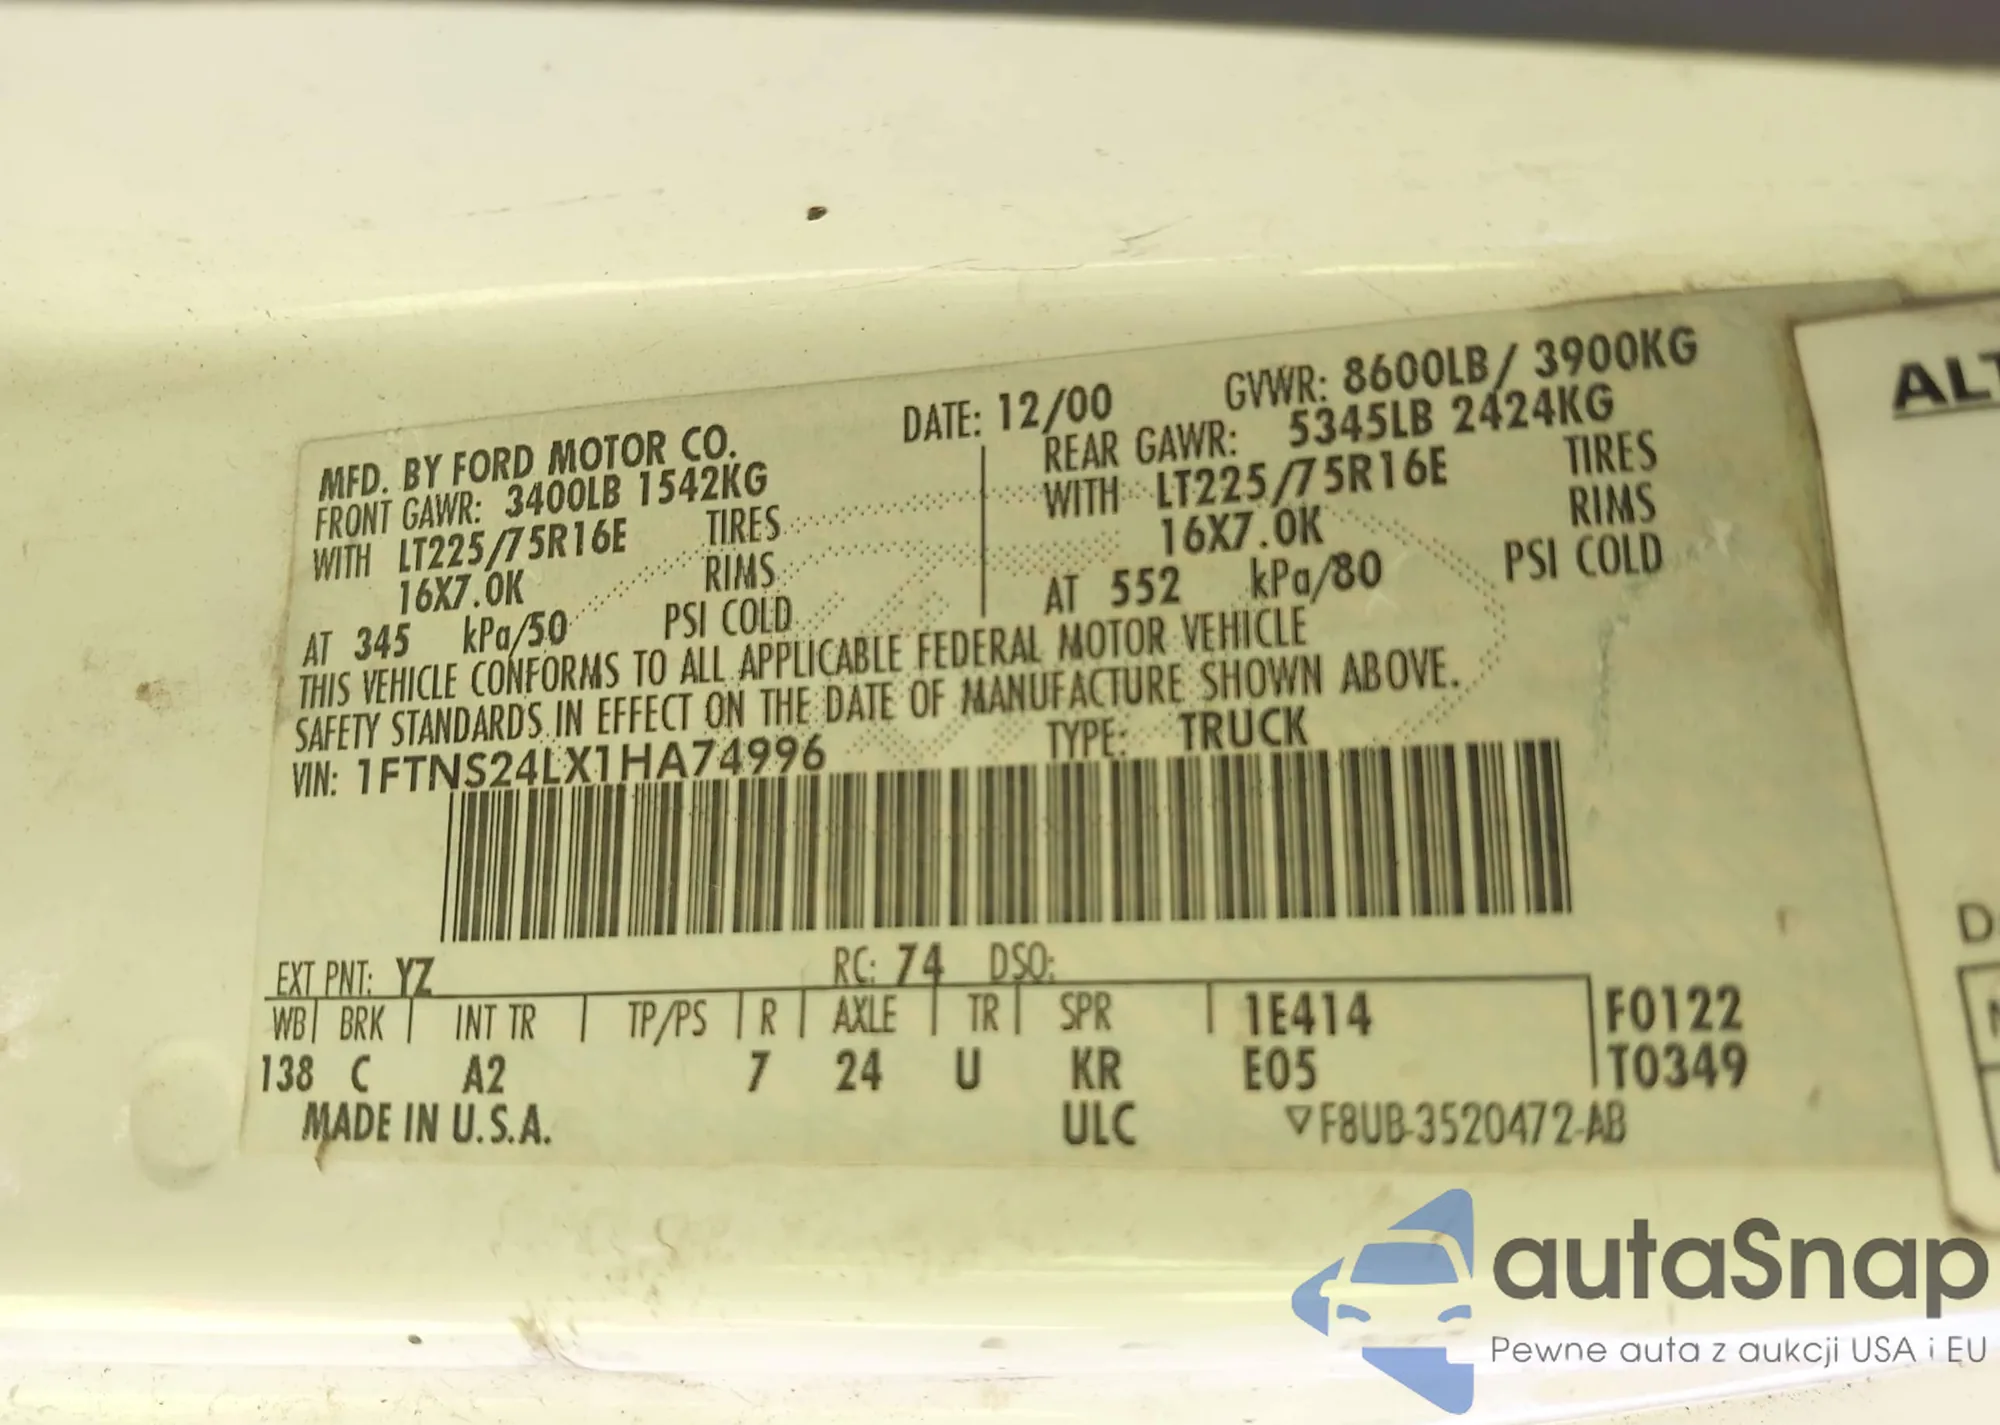 MFD. BY FORD MOTOR CO. DATE: 12/00 GVWR: 8600LB/ 3900KG
FRONT GAWR: 3400LB 1542KG REAR GAWR: 5345LB 2424KG
WITH LT225/75R16E TIRES WITH LT225/75R16E TIRES
16X7.0K RIMS 16X7.0K RIMS
AT 345 kPa/50 PSI COLD AT 552 kPa/80 PSI COLD
THIS VEHICLE CONFORMS TO ALL APPLICABLE FEDERAL MOTOR VEHICLE
SAFETY STANDARDS IN EFFECT ON THE DATE OF MANUFACTURE SHOWN ABOVE.
VIN: 1FTNS24LX1HA74996 TYPE: TRUCK
EXT PNT: YZ RC: 74 DSO:
WB BRK INT TR TP/PS R AXLE TR SPR 1E414 F0122
138 C A2 7 24 U KR E05 T0349
MADE IN U.S.A. ULC ▽F8UB-3520472-AB
autaSnap
Pewne auta z aukcji USA i EU